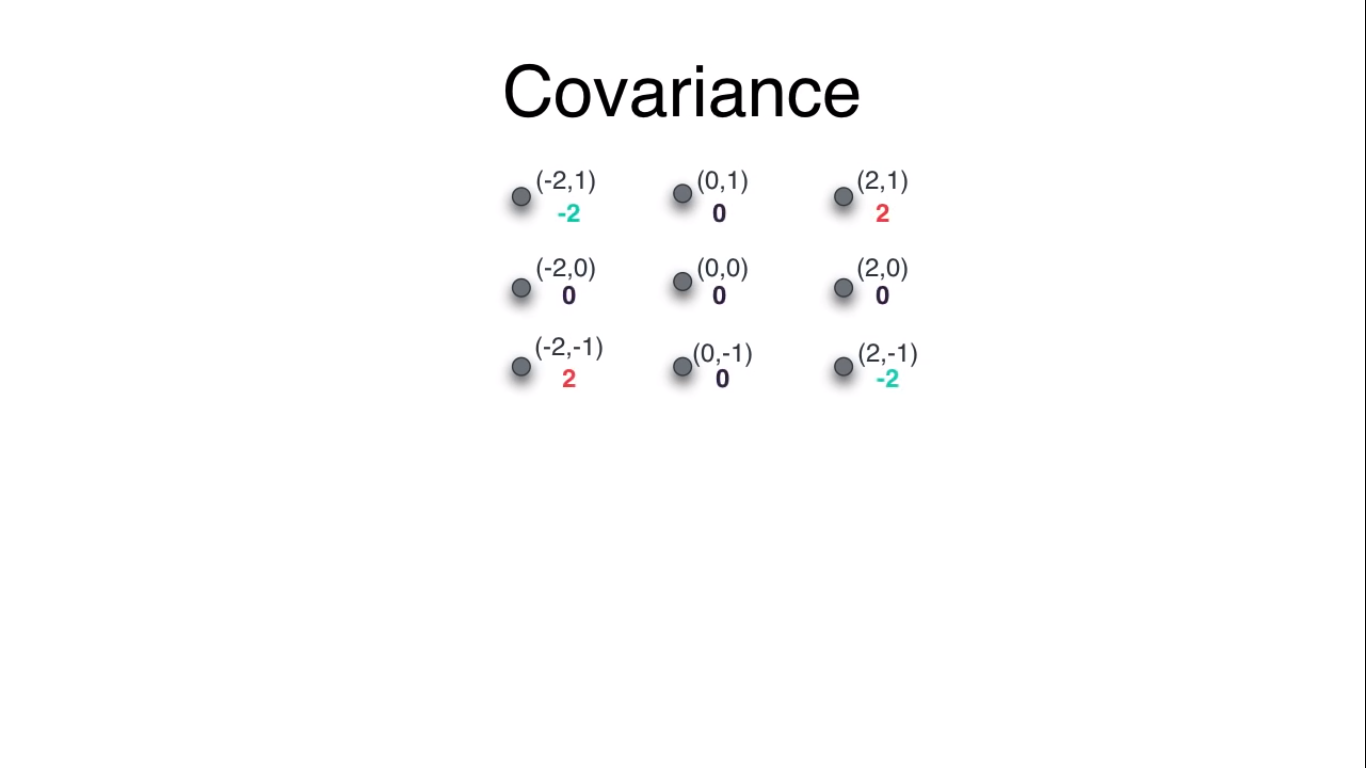 Covariance
(-2,1) (0,1) (2,1)
-2 0 2
(-2,0) (0,0) (2,0)
0 0 0
(-2,-1) (0,-1) (2,-1)
2 0 -2